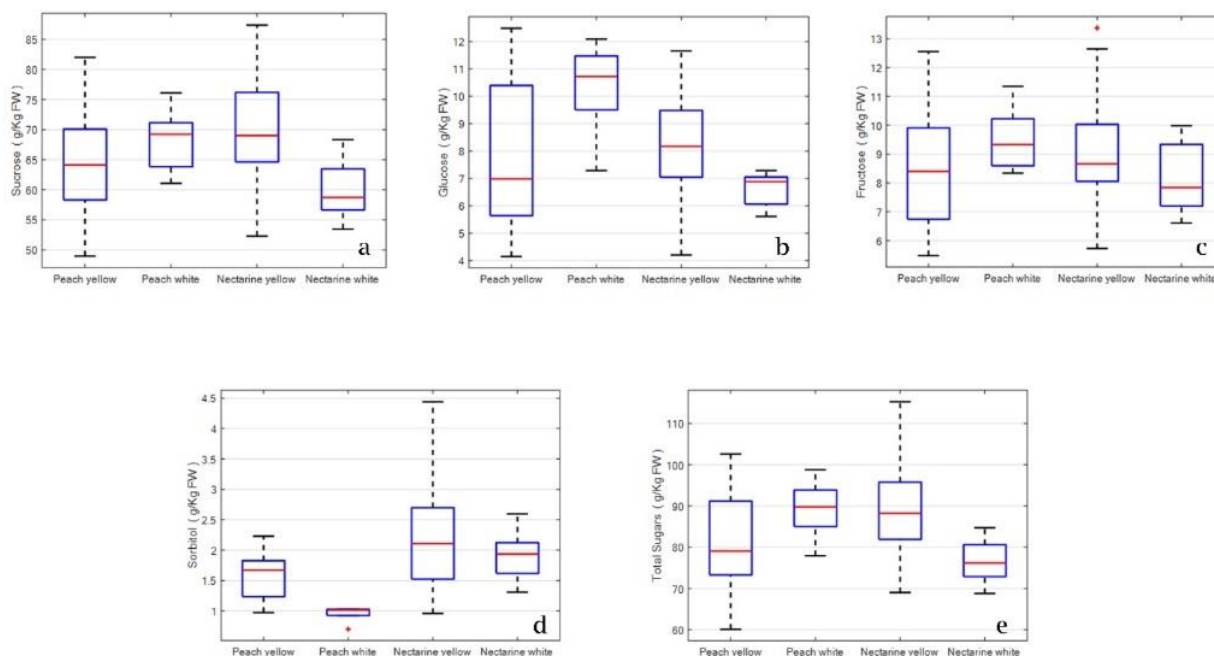 Sucrose ( g/Kg FW)
85
80
75
70
65
60
55
50
Peach yellow Peach white Nectarine yellow Nectarine white
a
Glucose ( g/Kg FW)
12
11
10
9
8
7
6
5
4
Peach yellow Peach white Nectarine yellow Nectarine white
b
Fructose ( g/Kg FW)
13
12
11
10
9
8
7
6
Peach yellow Peach white Nectarine yellow Nectarine white
c
Sorbitol ( g/Kg FW)
4.5
4
3.5
3
2.5
2
1.5
1
Peach yellow Peach white Nectarine yellow Nectarine white
d
Total Sugars ( g/Kg FW)
110
100
90
80
70
60
Peach yellow Peach white Nectarine yellow Nectarine white
e